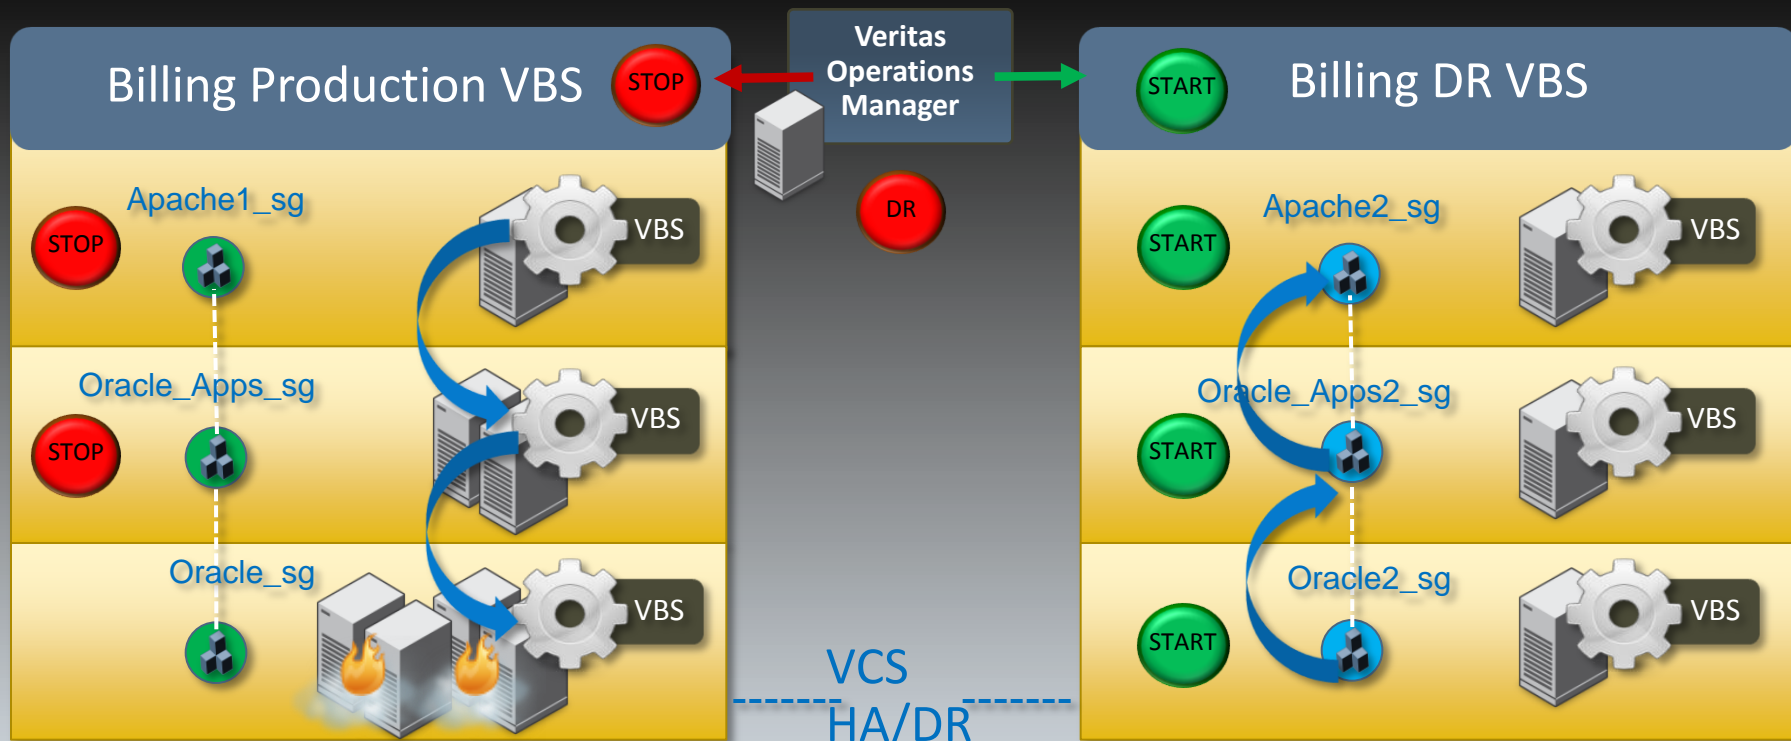 Billing Production VBS
STOP
Veritas
Operations
Manager
START
Billing DR VBS
Apache1_sg
STOP
VBS
DR
Apache2_sg
START
VBS
Oracle_Apps_sg
STOP
VBS
Oracle_Apps2_sg
START
VBS
Oracle_sg
VBS
VCS
HA/DR
Oracle2_sg
START
VBS